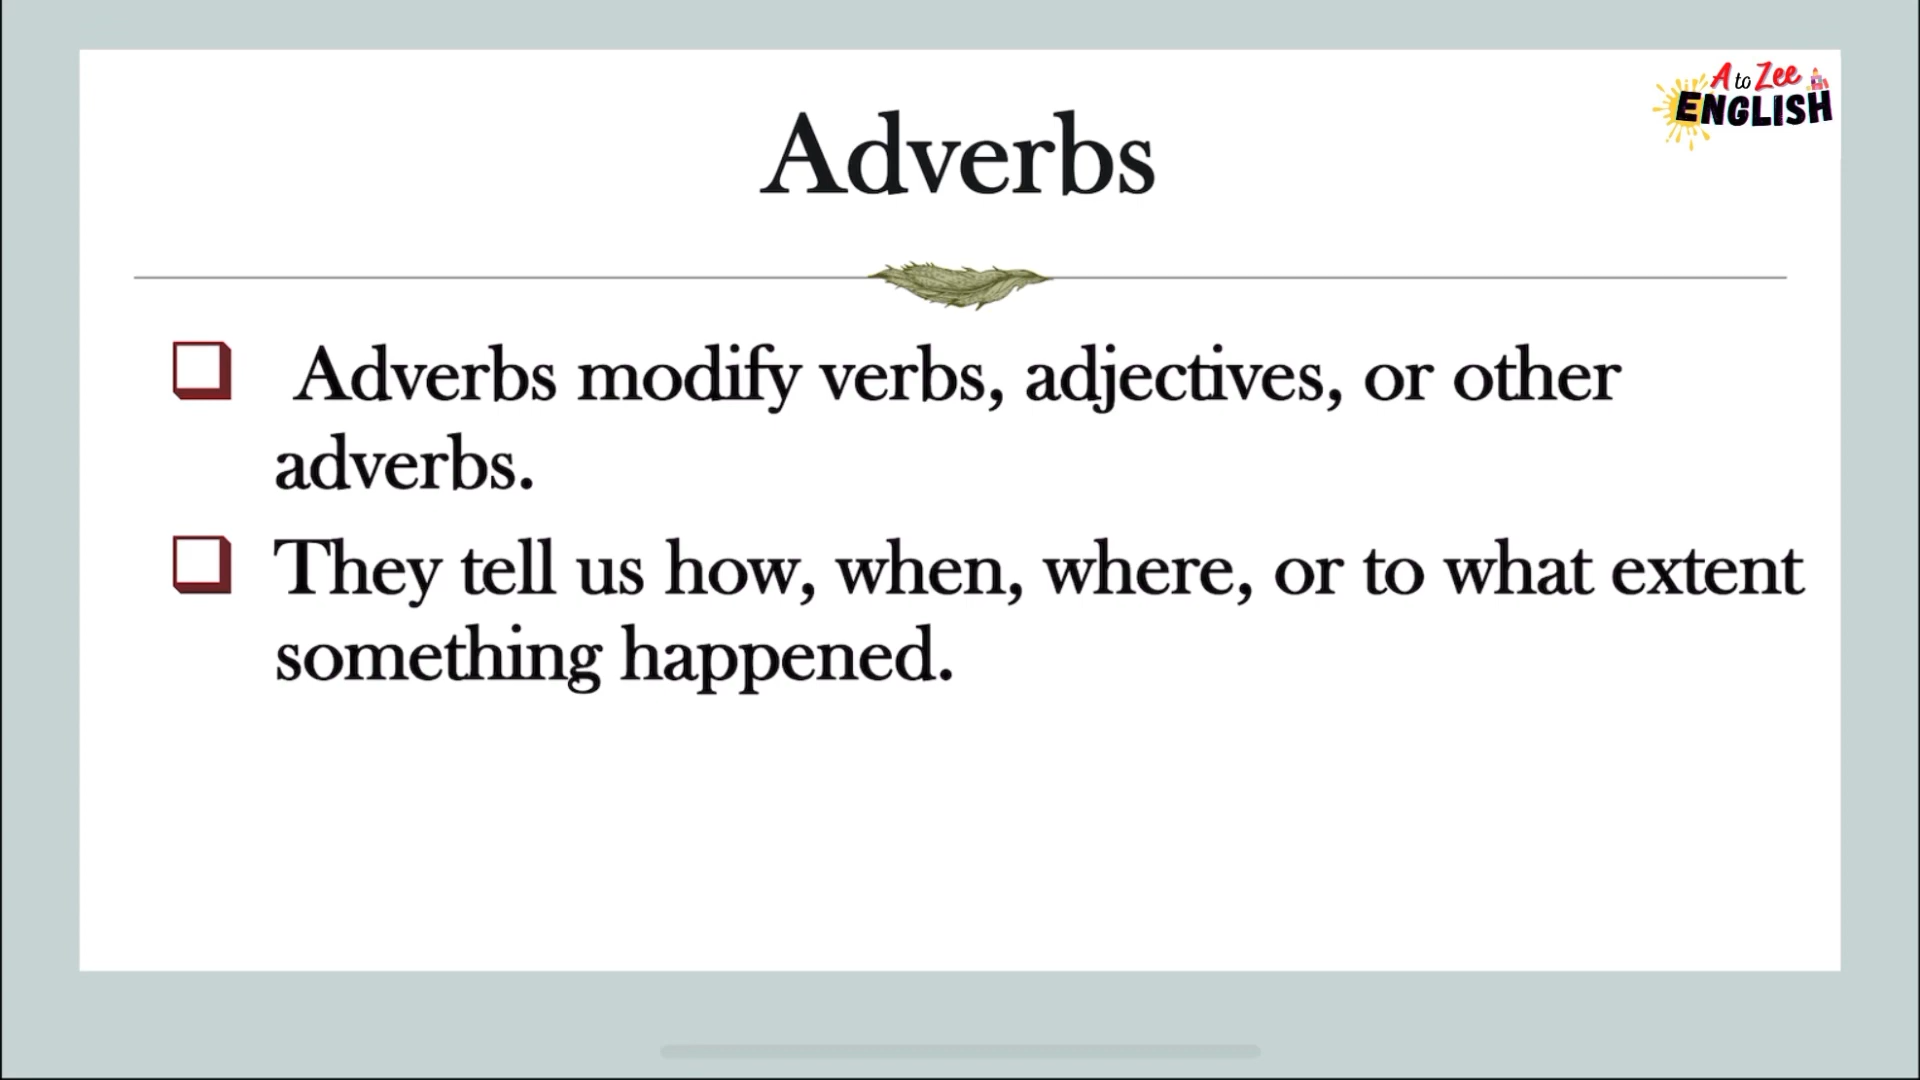 A to Zee
ENGLISH
Adverbs
Adverbs modify verbs, adjectives, or other
adverbs.
They tell us how, when, where, or to what extent
something happened.